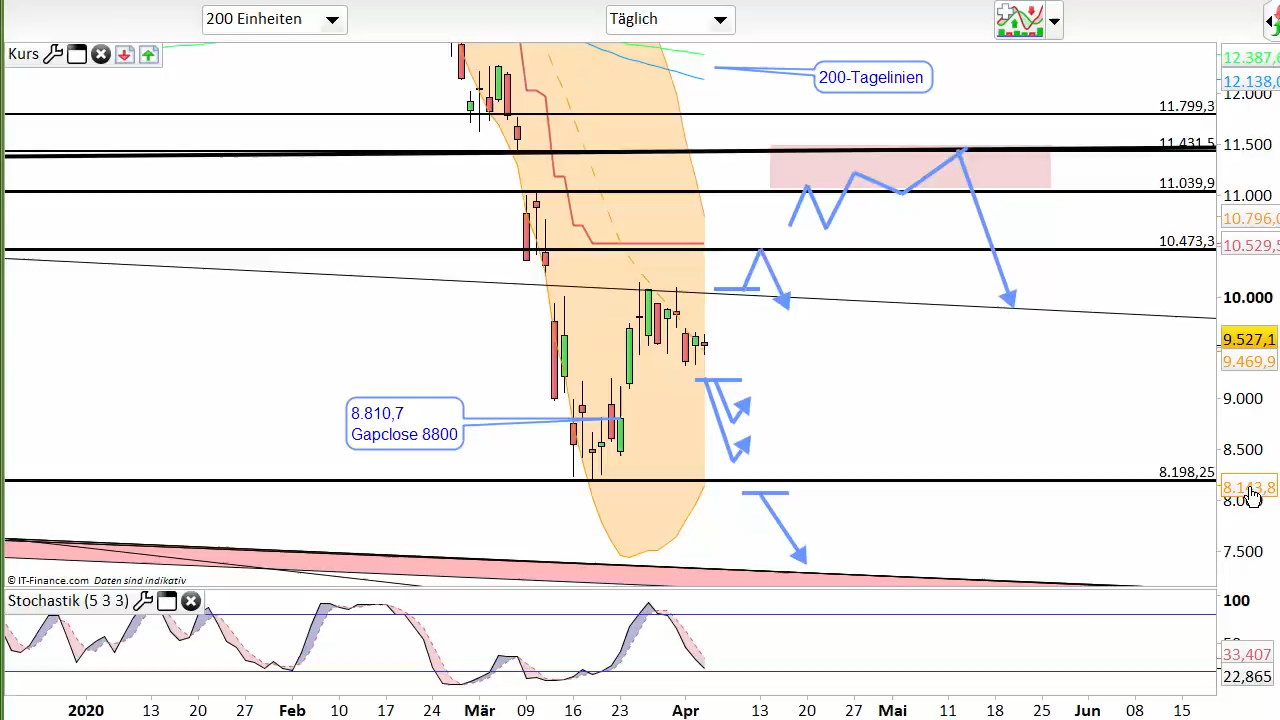 200 Einheiten
Täglich
Kurs
12.387,6
12.138,0
12.000
200-Tagelinien
11.799,3
11.431,5
11.500
11.039,9
11.000
10.796,0
10.473,3
10.529,5
10.000
9.527,1
9.469,9
9.000
8.810,7
Gapclose 8800
8.500
8.198,25
7.500
© IT-Finance.com Daten sind indikativ
Stochastik (5 3 3)
100
33,407
22,865
2020 13 20 27 Feb 10 17 24 Mär 09 16 23 Apr 13 20 27 Mai 11 18 25 Jun 08 15